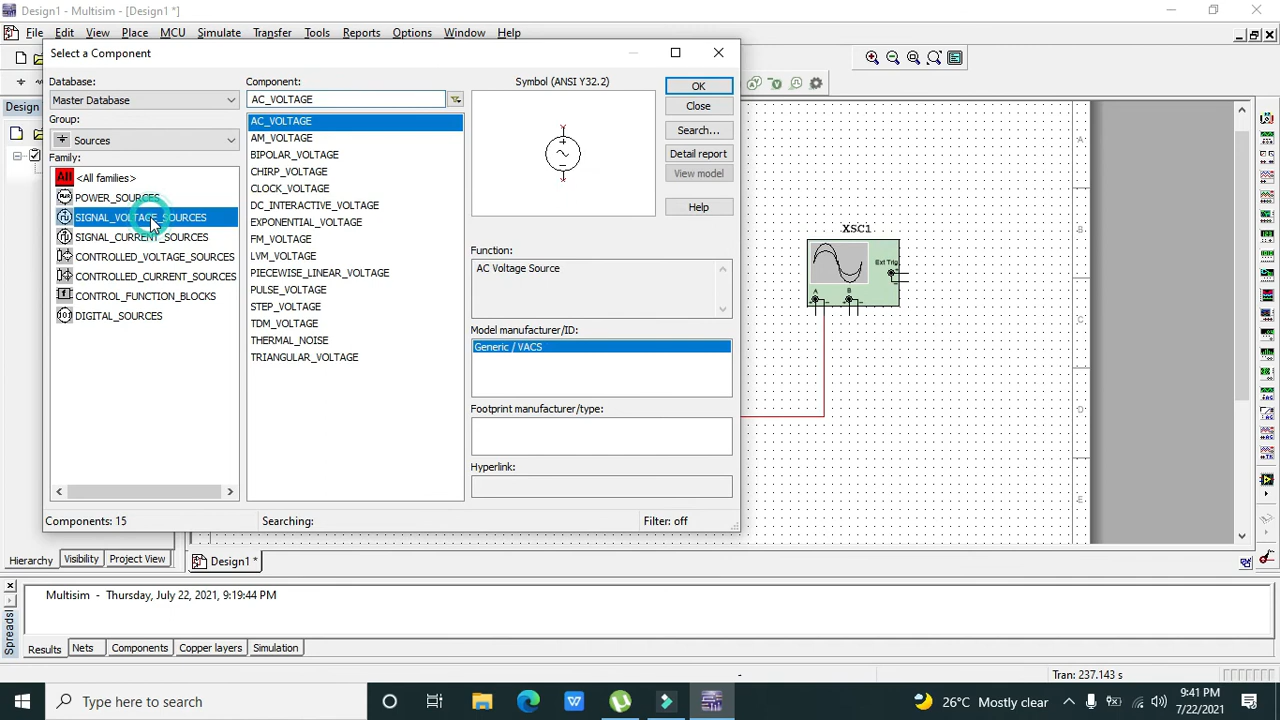 Design1 - Multisim - [Design1 *]
File Edit View Place MCU Simulate Transfer Tools Reports Options Window Help
Select a Component
Database:
Master Database
Group:
Sources
Family:
All <All families>
POWER_SOURCES
SIGNAL_VOLTAGE_SOURCES
SIGNAL_CURRENT_SOURCES
CONTROLLED_VOLTAGE_SOURCES
CONTROLLED_CURRENT_SOURCES
CONTROL_FUNCTION_BLOCKS
DIGITAL_SOURCES
Component:
AC_VOLTAGE
AC_VOLTAGE
AM_VOLTAGE
BIPOLAR_VOLTAGE
CHIRP_VOLTAGE
CLOCK_VOLTAGE
DC_INTERACTIVE_VOLTAGE
EXPONENTIAL_VOLTAGE
FM_VOLTAGE
LVM_VOLTAGE
PIECEWISE_LINEAR_VOLTAGE
PULSE_VOLTAGE
STEP_VOLTAGE
TDM_VOLTAGE
THERMAL_NOISE
TRIANGULAR_VOLTAGE
Symbol (ANSI Y32.2)
Function:
AC Voltage Source
Model manufacturer/ID:
Generic / VACS
Footprint manufacturer/type:
Hyperlink:
OK
Close
Search...
Detail report
View model
Help
Components: 15
Searching:
Filter: off
Design
XSC1
Ext Trig
A
B
A
B
C
D
E
Hierarchy Visibility Project View
Design1 *
Multisim - Thursday, July 22, 2021, 9:19:44 PM
Spreadsl
Results Nets Components Copper layers Simulation
- Tran: 237.143 s
Type here to search
26°C Mostly clear
9:41 PM
7/22/2021